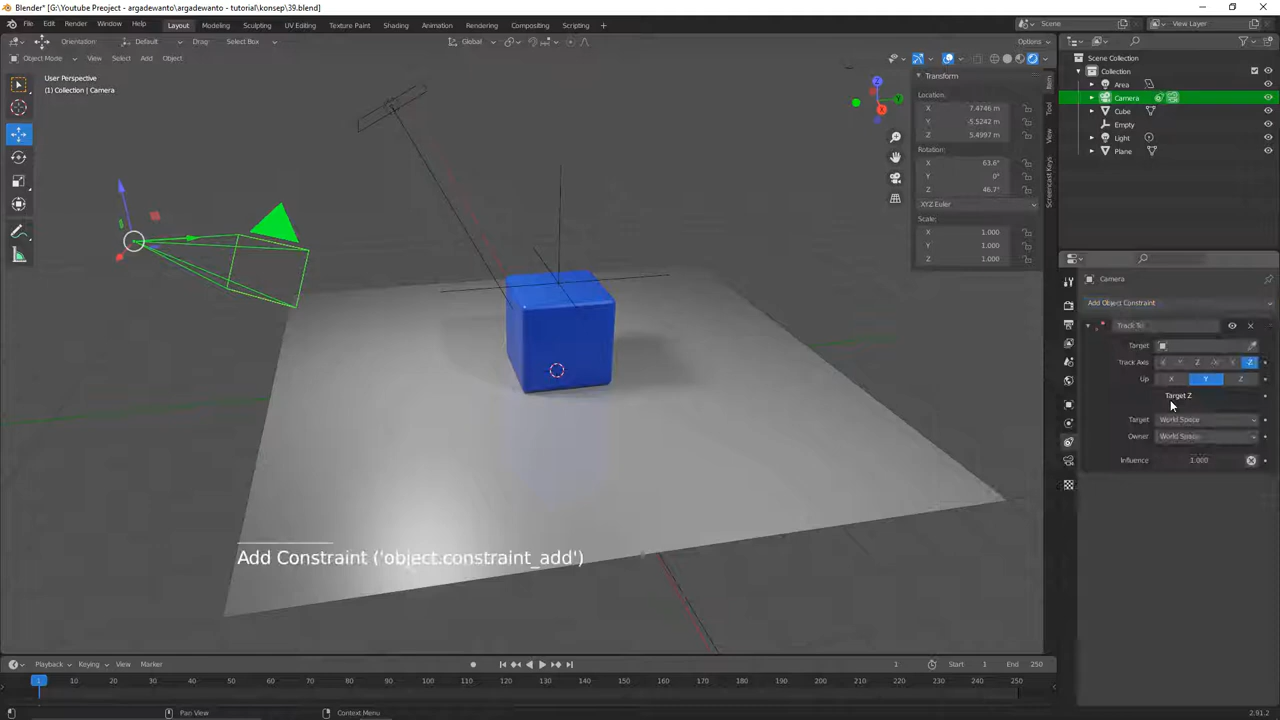 Blender* [G:\Youtube Preoject - argadewanto\argadewanto - tutorial\konsep\39.blend]
File Edit Render Window Help Layout Modeling Sculpting UV Editing Texture Paint Shading Animation Rendering Compositing Scripting Scene View Layer
Orientation: Default Drag: Select Box Global Options
Object Mode View Select Add Object
User Perspective
(1) Collection | Camera
Transform
Location:
X 7.4746 m
Y -5.5242 m
Z 5.4997 m
Rotation:
X 63.6°
Y 0°
Z 46.7°
XYZ Euler
Scale:
X 1.000
Y 1.000
Z 1.000
Item
Tool
View
Screencast Keys
Z
Y
X
Scene Collection
Collection
Area
Camera
Cube
Empty
Light
Plane
Camera
Add Object Constraint
Track To
Target
Track Axis -X -Y -Z
Up X Y Z
Target Z
Target World Space
Owner World Space
Influence 1.000
Add Constraint ('object.constraint_add')
Playback Keying View Marker 1 Start 1 End 250
1 10 20 30 40 50 60 70 80 90 100 110 120 130 140 150 160 170 180 190 200 210 220 230 240 250
Pan View Context Menu 2.91.2